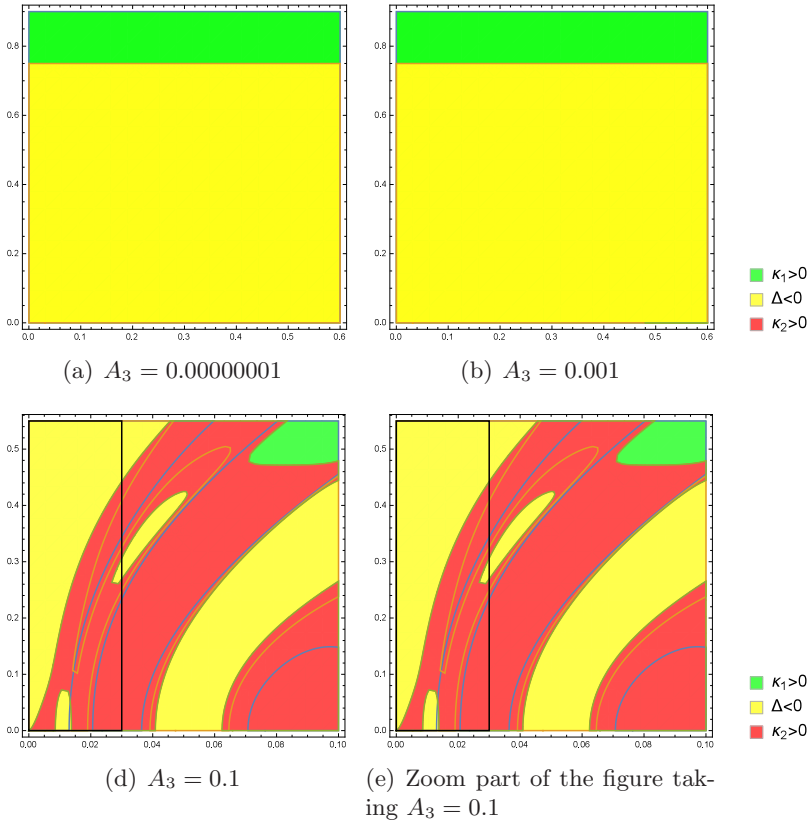 0.8
0.6
0.4
0.2
0.0
0.0 0.1 0.2 0.3 0.4 0.5 0.6
(a) A₃ = 0.00000001
0.8
0.6
0.4
0.2
0.0
0.0 0.1 0.2 0.3 0.4 0.5 0.6
(b) A₃ = 0.001
κ₁>0
Δ<0
κ₂>0
0.5
0.4
0.3
0.2
0.1
0.0
0.00 0.02 0.04 0.06 0.08 0.10
(d) A₃ = 0.1
0.5
0.4
0.3
0.2
0.1
0.0
0.00 0.02 0.04 0.06 0.08 0.10
(e) Zoom part of the figure tak-
ing A₃ = 0.1
κ₁>0
Δ<0
κ₂>0